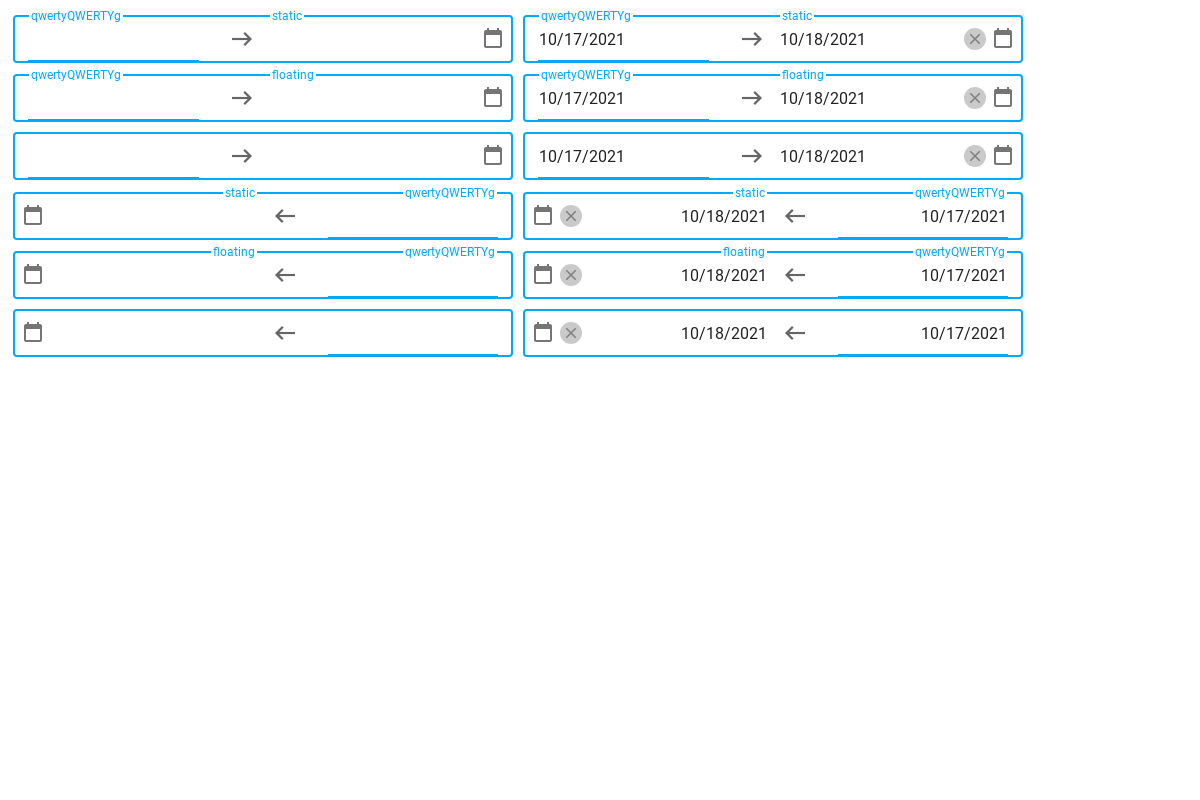 qwertyQWERTYg static qwertyQWERTYg static
10/17/2021 10/18/2021
qwertyQWERTYg floating qwertyQWERTYg floating
10/17/2021 10/18/2021
10/17/2021 10/18/2021
static qwertyQWERTYg static qwertyQWERTYg
10/18/2021 10/17/2021
floating qwertyQWERTYg floating qwertyQWERTYg
10/18/2021 10/17/2021
10/18/2021 10/17/2021